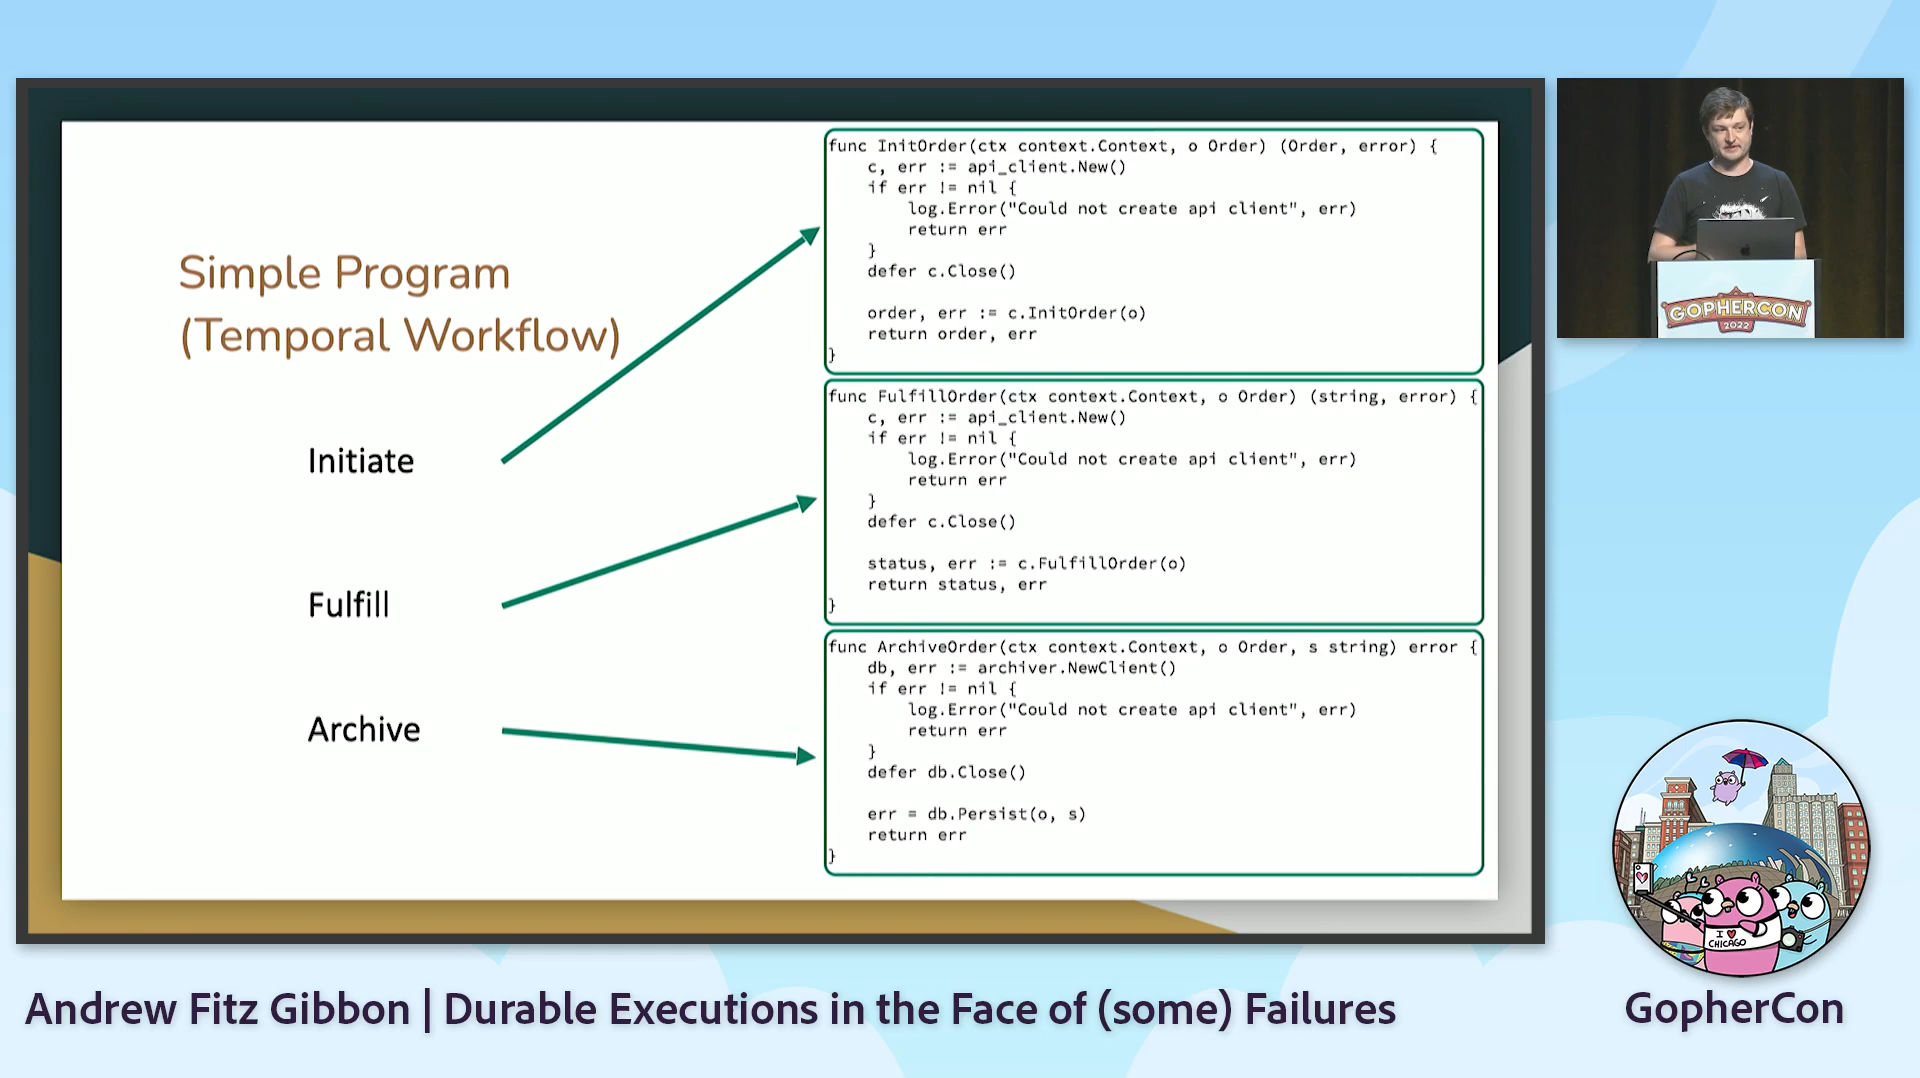 Simple Program
(Temporal Workflow)
Initiate
Fulfill
Archive
func InitOrder(ctx context.Context, o Order) (Order, error) {
    c, err := api_client.New()
    if err != nil {
        log.Error("Could not create api client", err)
        return err
    }
    defer c.Close()

    order, err := c.InitOrder(o)
    return order, err
}
func FulfillOrder(ctx context.Context, o Order) (string, error) {
    c, err := api_client.New()
    if err != nil {
        log.Error("Could not create api client", err)
        return err
    }
    defer c.Close()

    status, err := c.FulfillOrder(o)
    return status, err
}
func ArchiveOrder(ctx context.Context, o Order, s string) error {
    db, err := archiver.NewClient()
    if err != nil {
        log.Error("Could not create api client", err)
        return err
    }
    defer db.Close()

    err = db.Persist(o, s)
    return err
}
GOPHERCON
2022
I
CHICAGO
Andrew Fitz Gibbon | Durable Executions in the Face of (some) Failures
GopherCon